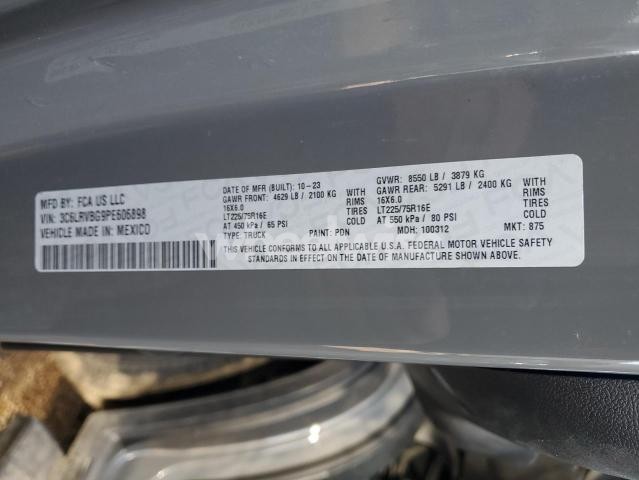 MFD BY: FCA US LLC
VIN: 3C6LRVBG9PE606898
VEHICLE MADE IN: MEXICO
DATE OF MFR (BUILT): 10-23
GAWR FRONT: 4629 LB / 2100 KG
16X6.0
LT225/75R16E
AT 450 kPa / 65 PSI
TYPE: TRUCK
WITH
RIMS
TIRES
COLD
PAINT: PDN
GVWR: 8550 LB / 3879 KG
GAWR REAR: 5291 LB / 2400 KG
16X6.0
LT225/75R16E
AT 550 kPa / 80 PSI
MDH: 100312
WITH
RIMS
TIRES
COLD
MKT: 875
THIS VEHICLE CONFORMS TO ALL APPLICABLE U.S.A. FEDERAL MOTOR VEHICLE SAFETY
STANDARDS IN EFFECT ON THE DATE OF MANUFACTURE SHOWN ABOVE.